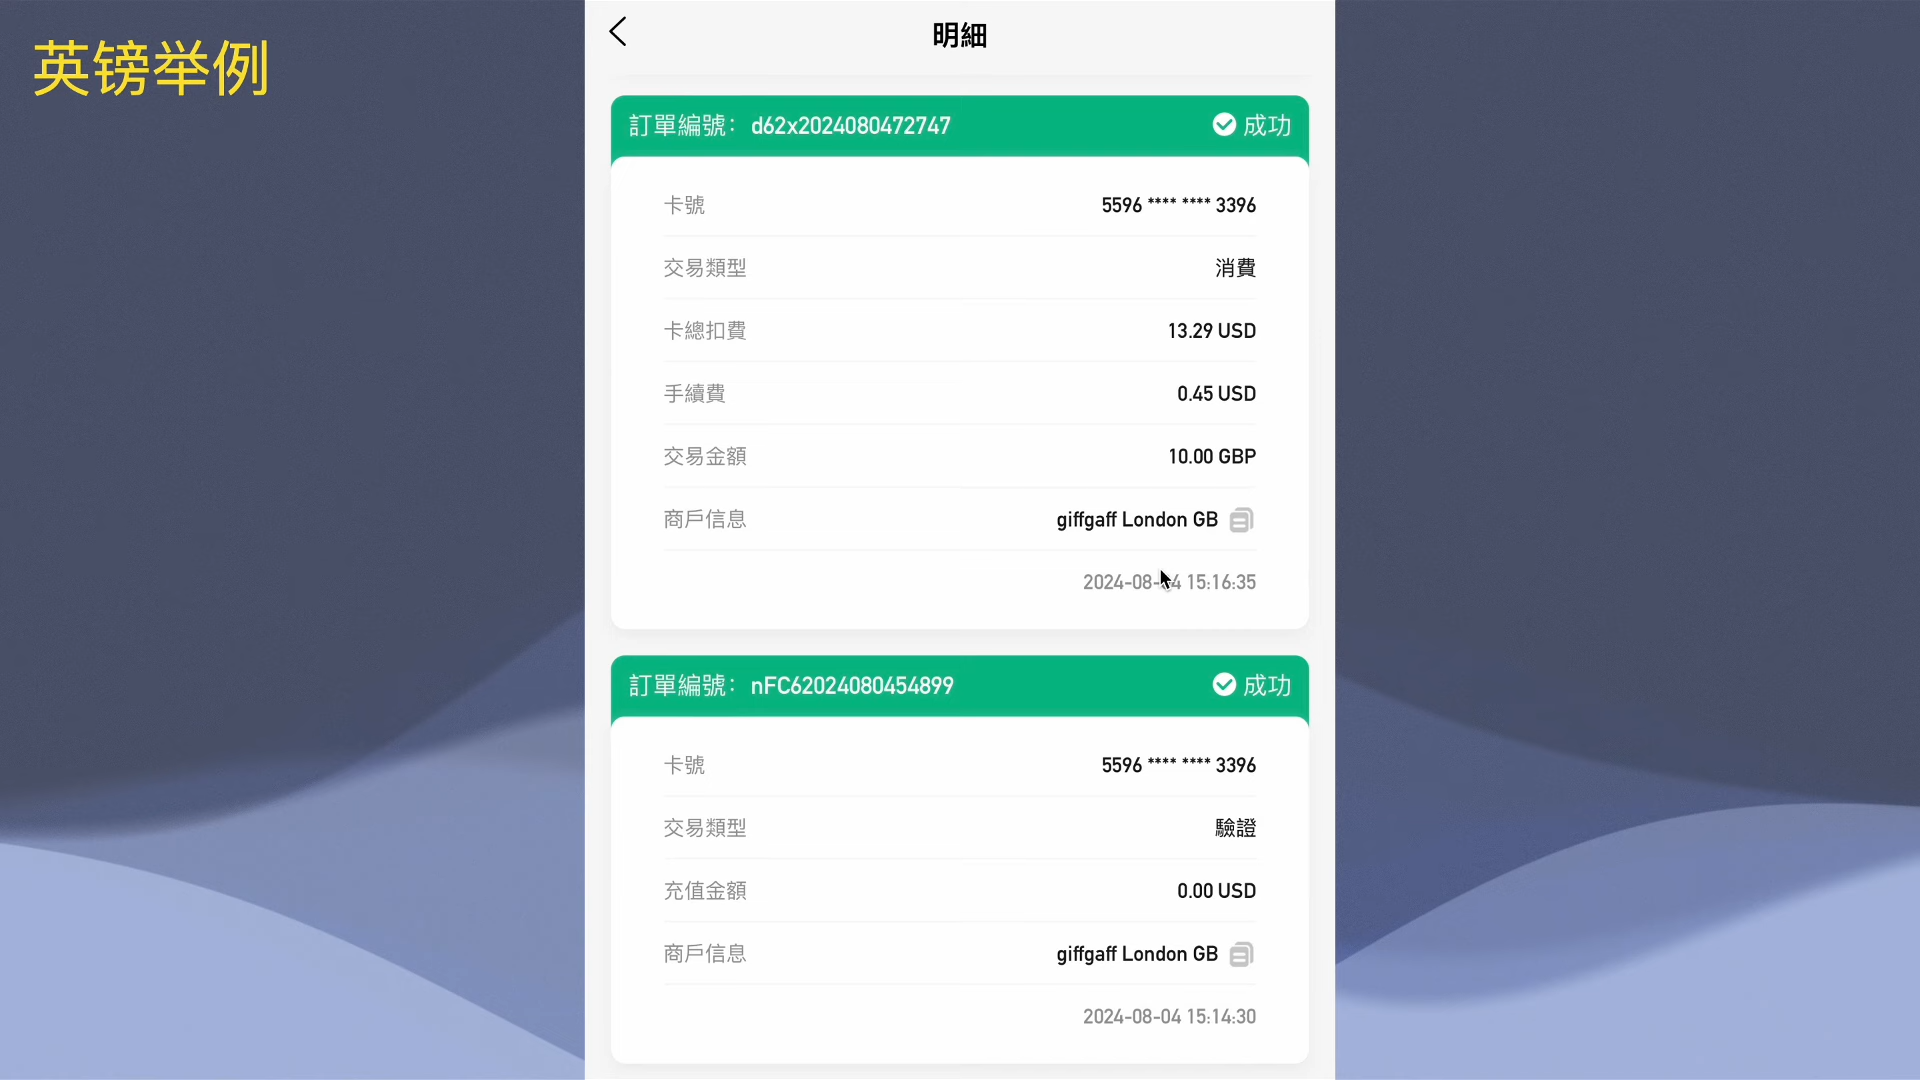 英镑举例
明細
訂單編號： d62x2024080472747 成功
卡號 5596 **** **** 3396
交易類型 消費
卡總扣費 13.29 USD
手續費 0.45 USD
交易金額 10.00 GBP
商戶信息 giffgaff London GB
2024-08-04 15:16:35
訂單編號： nFC62024080454899 成功
卡號 5596 **** **** 3396
交易類型 驗證
充值金額 0.00 USD
商戶信息 giffgaff London GB
2024-08-04 15:14:30